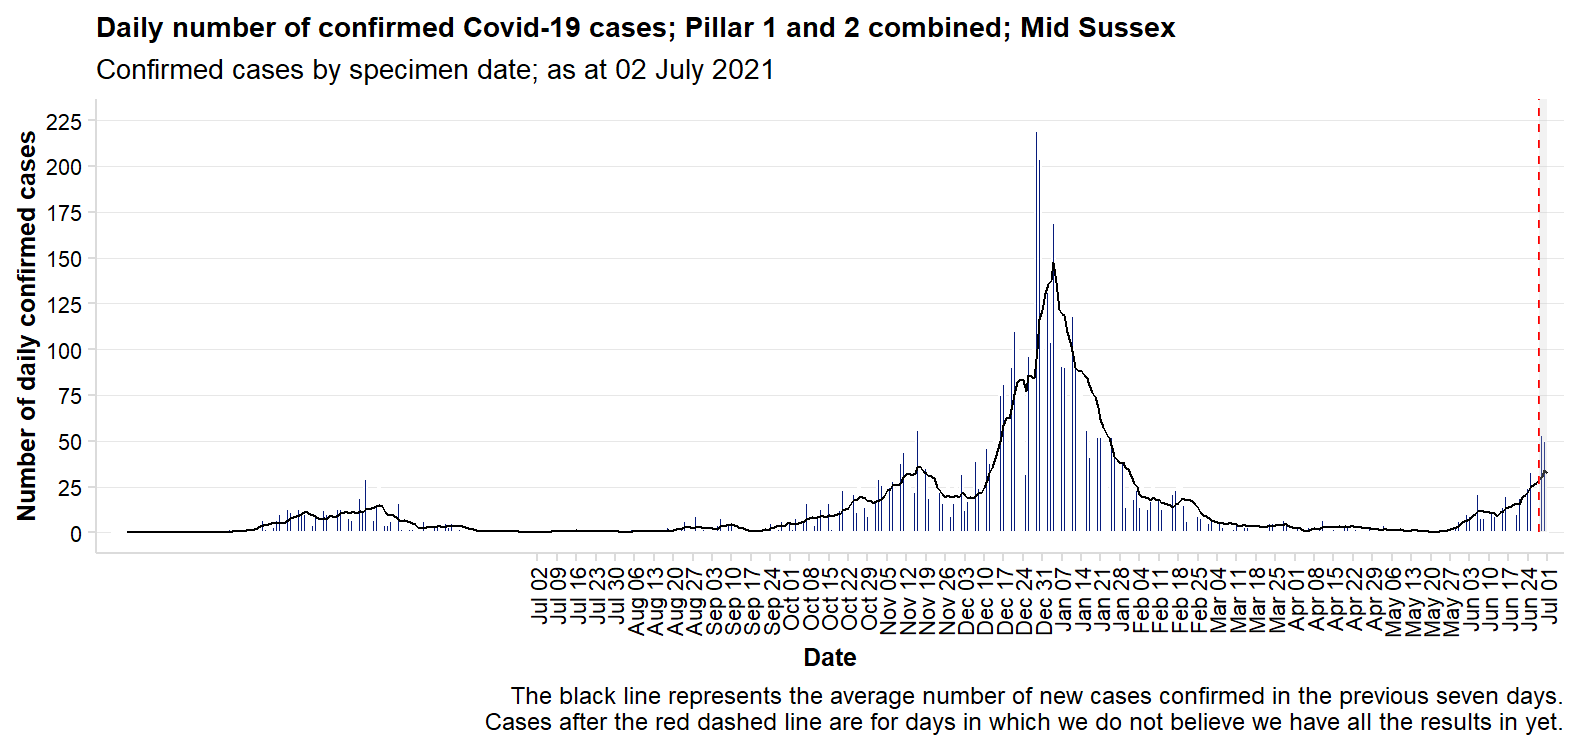 Daily number of confirmed Covid-19 cases; Pillar 1 and 2 combined; Mid Sussex
Confirmed cases by specimen date; as at 02 July 2021
Number of daily confirmed cases
225
200
175
150
125
100
75
50
25
0
Jul 02
Jul 09
Jul 16
Jul 23
Jul 30
Aug 06
Aug 13
Aug 20
Aug 27
Sep 03
Sep 10
Sep 17
Sep 24
Oct 01
Oct 08
Oct 15
Oct 22
Oct 29
Nov 05
Nov 12
Nov 19
Nov 26
Dec 03
Dec 10
Dec 17
Dec 24
Dec 31
Jan 07
Jan 14
Jan 21
Jan 28
Feb 04
Feb 11
Feb 18
Feb 25
Mar 04
Mar 11
Mar 18
Mar 25
Apr 01
Apr 08
Apr 15
Apr 22
Apr 29
May 06
May 13
May 20
May 27
Jun 03
Jun 10
Jun 17
Jun 24
Jul 01
Date
The black line represents the average number of new cases confirmed in the previous seven days.
Cases after the red dashed line are for days in which we do not believe we have all the results in yet.